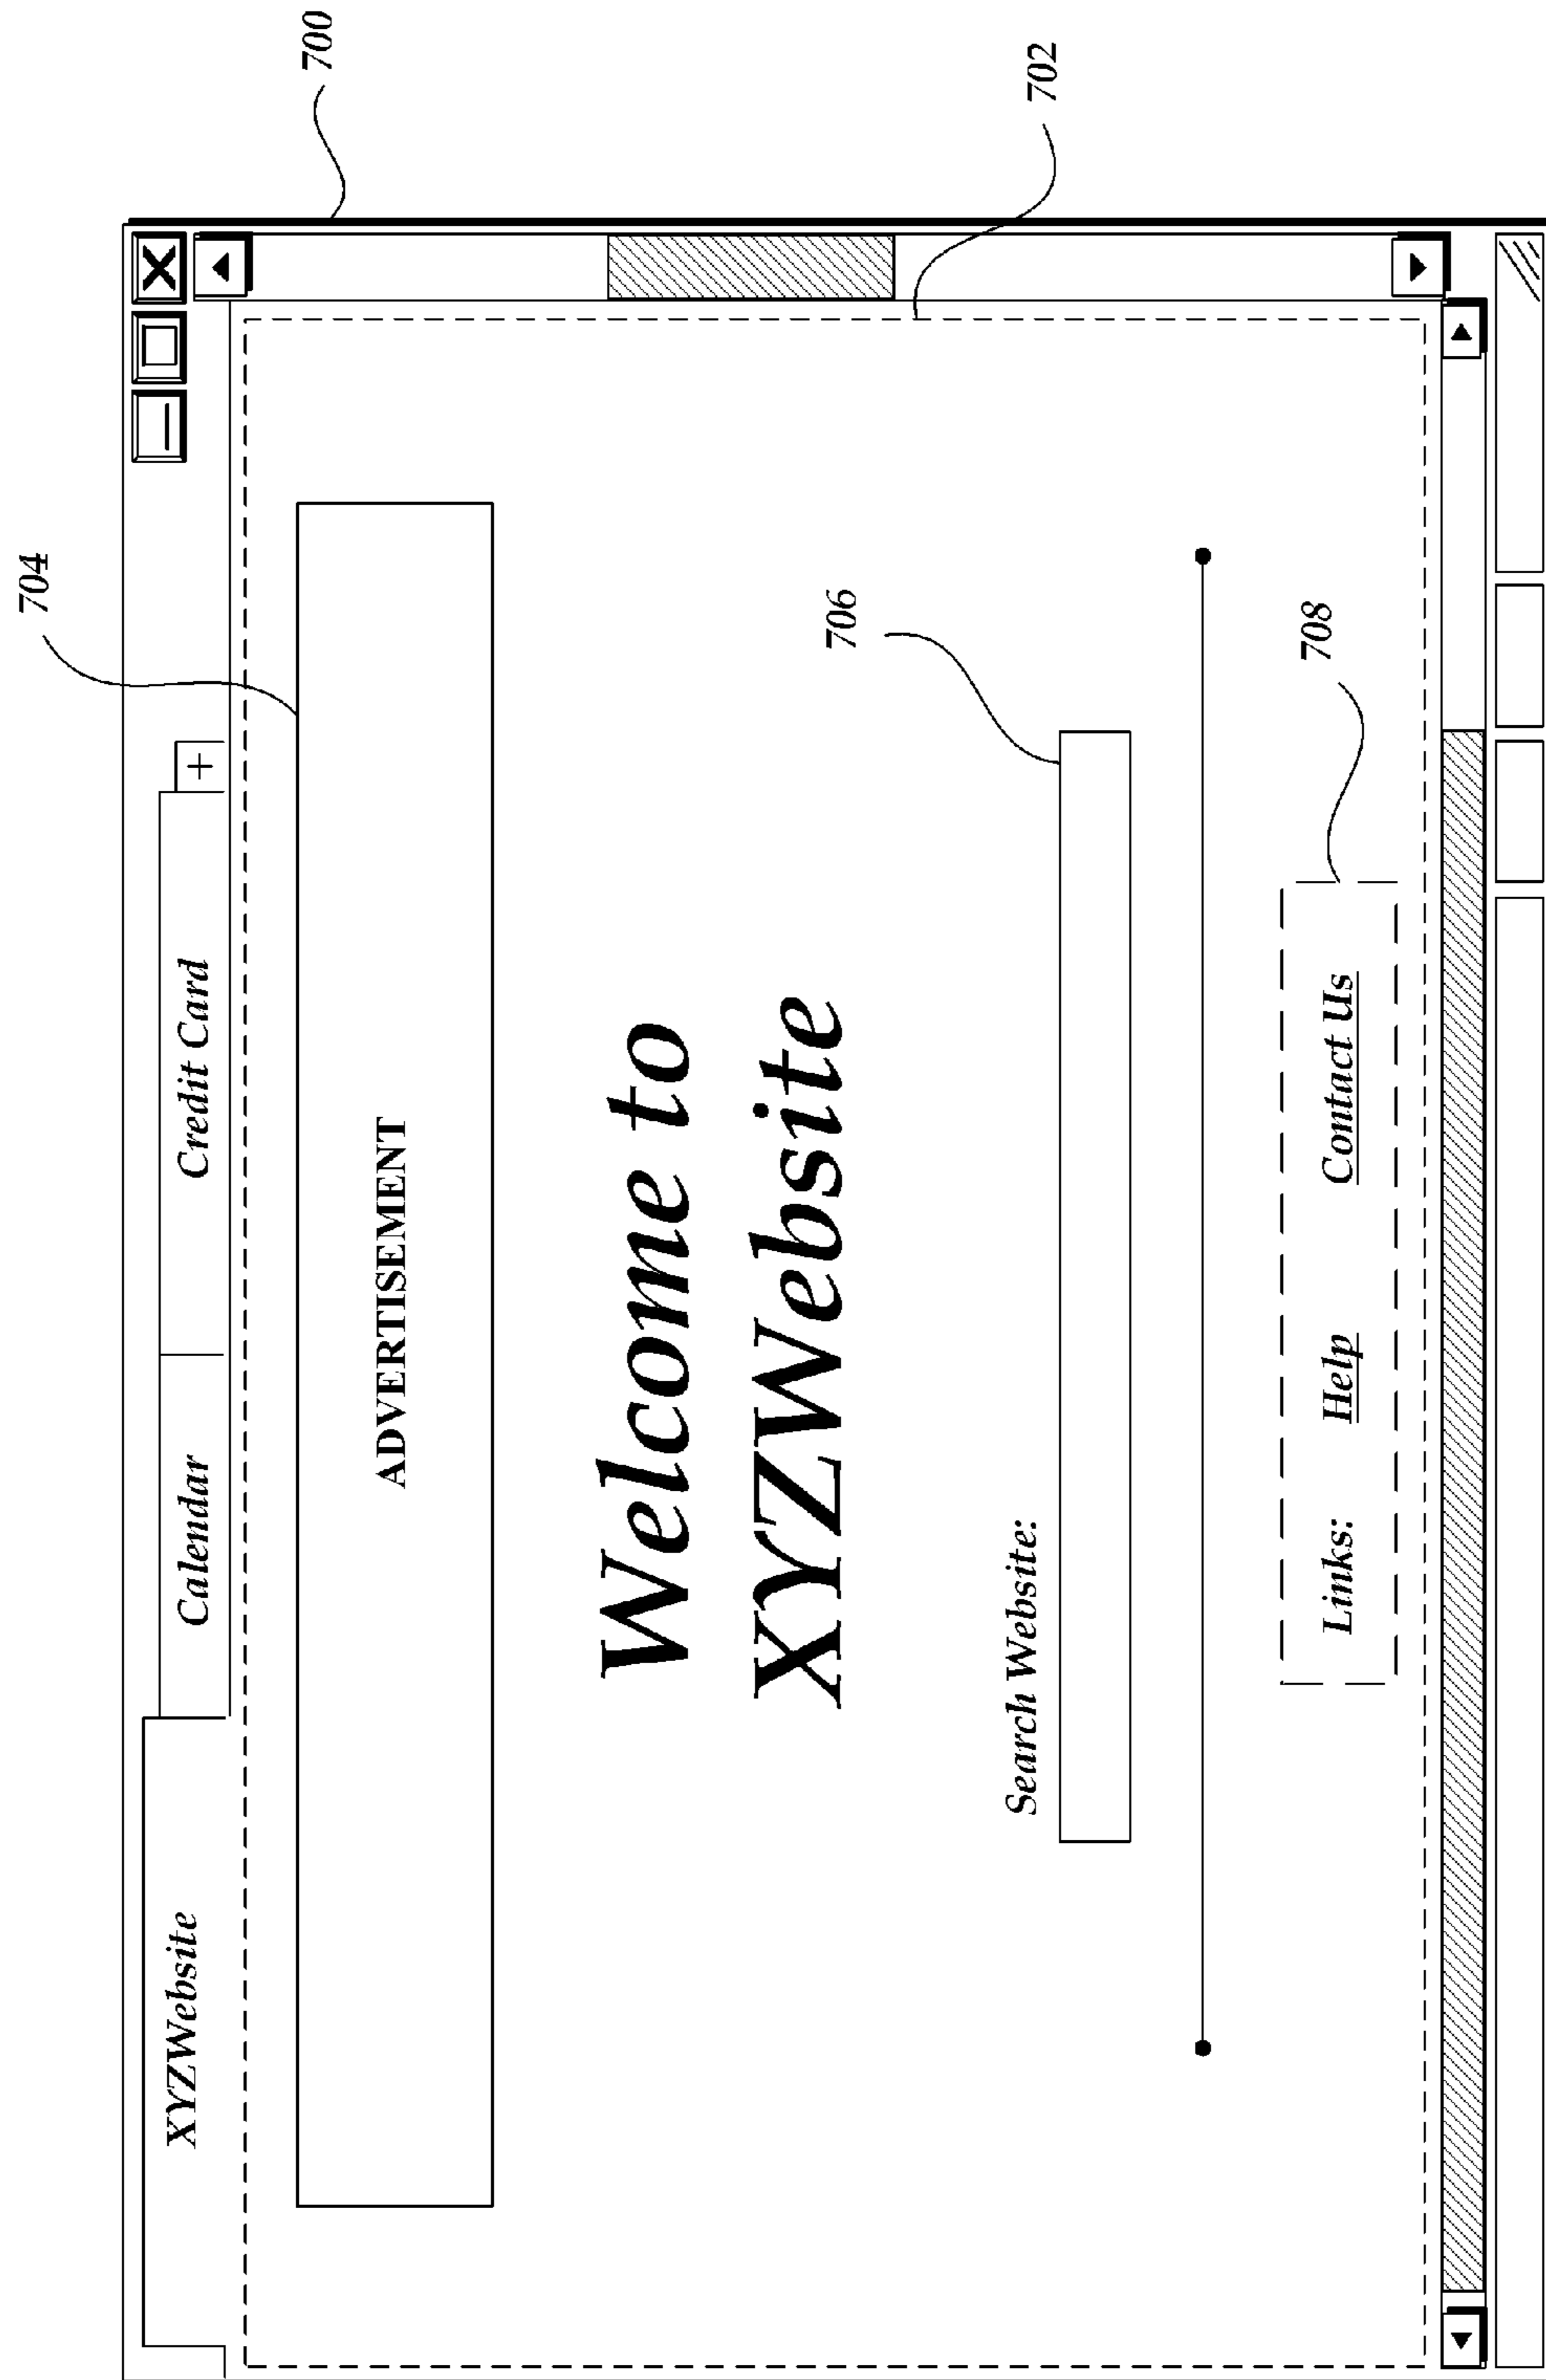 700
702
704
XYZWebsite
Calendar
Credit Card
+
ADVERTISEMENT
Welcome to
XYZWebsite
706
Search Website:
708
Links: Help Contact Us